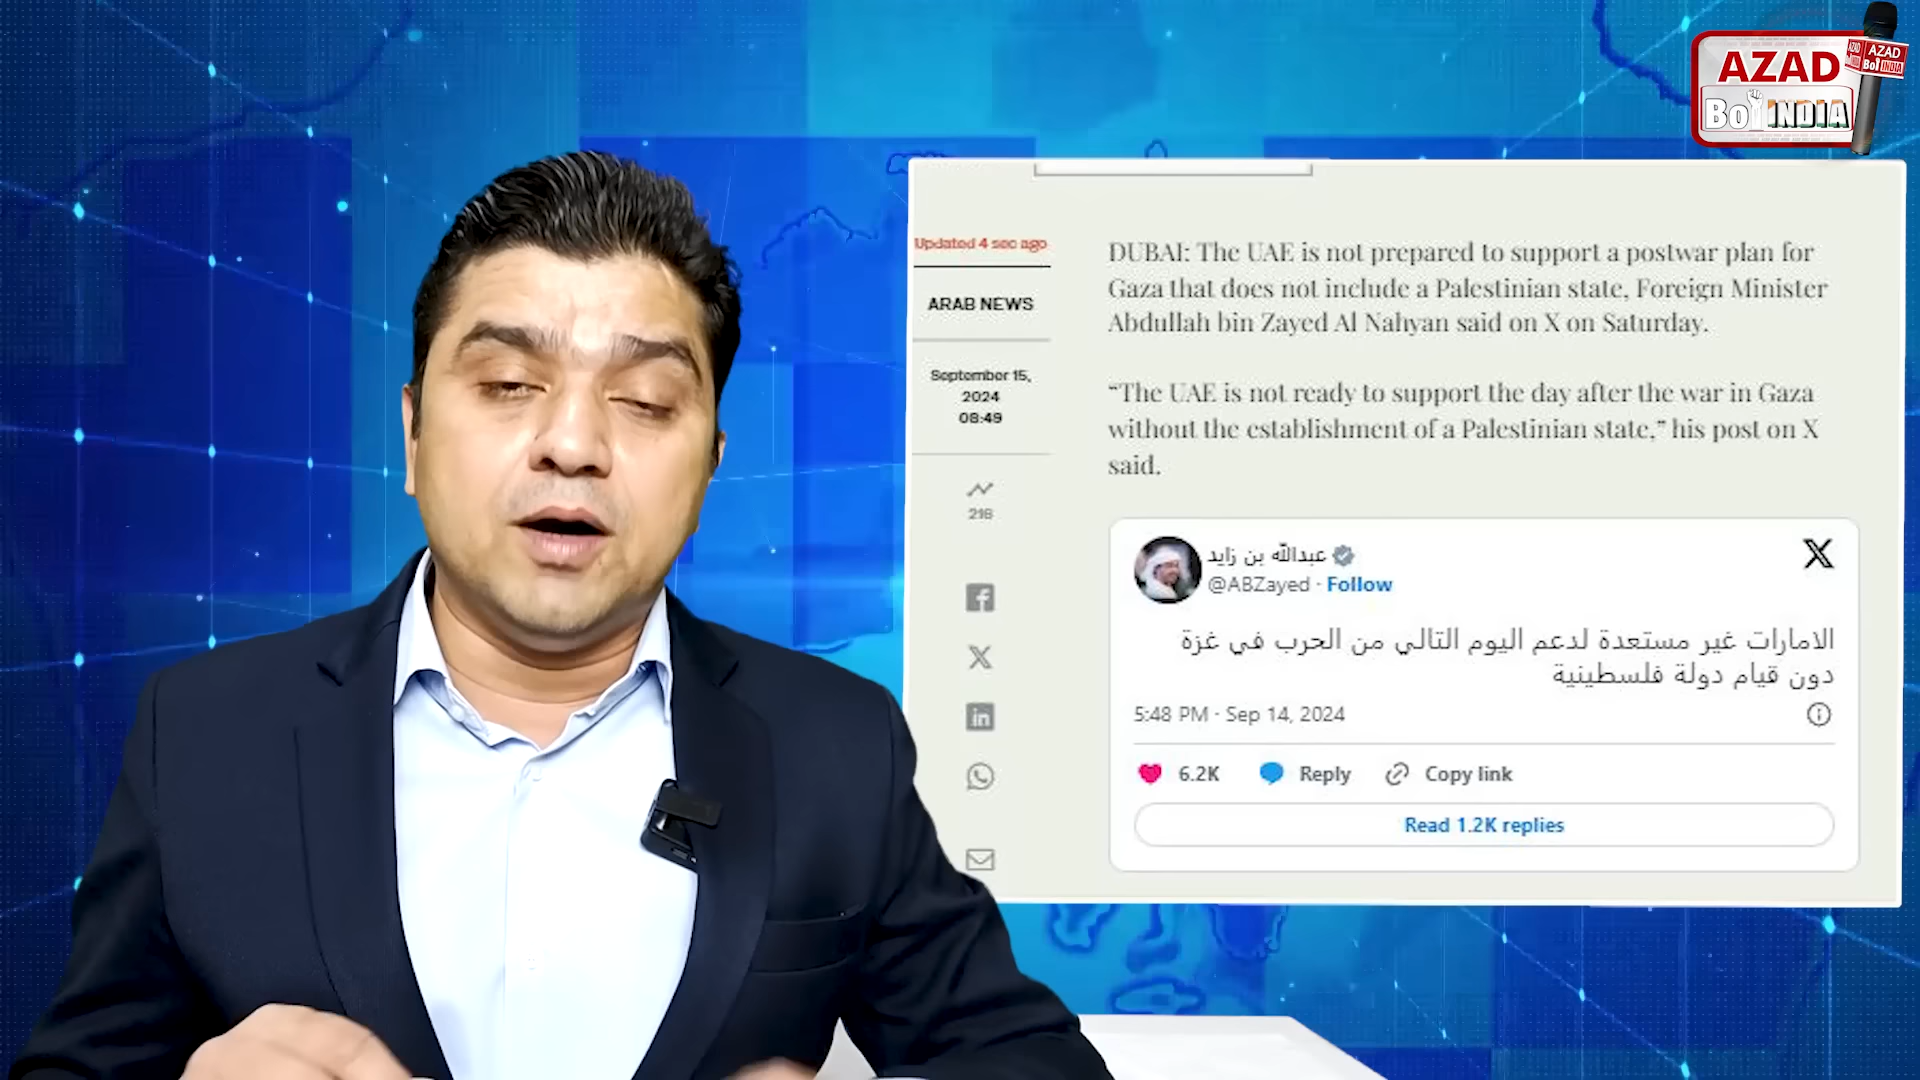 AZAD
Bol INDIA
AZAD
Bol INDIA
Updated 4 sec ago
ARAB NEWS
September 15,
2024
08:49
216
DUBAI: The UAE is not prepared to support a postwar plan for
Gaza that does not include a Palestinian state, Foreign Minister
Abdullah bin Zayed Al Nahyan said on X on Saturday.
“The UAE is not ready to support the day after the war in Gaza
without the establishment of a Palestinian state,” his post on X
said.
عبدالله بن زايد
@ABZayed · Follow
الامارات غير مستعدة لدعم اليوم التالي من الحرب في غزة
دون قيام دولة فلسطينية
5:48 PM · Sep 14, 2024
6.2K Reply Copy link
Read 1.2K replies